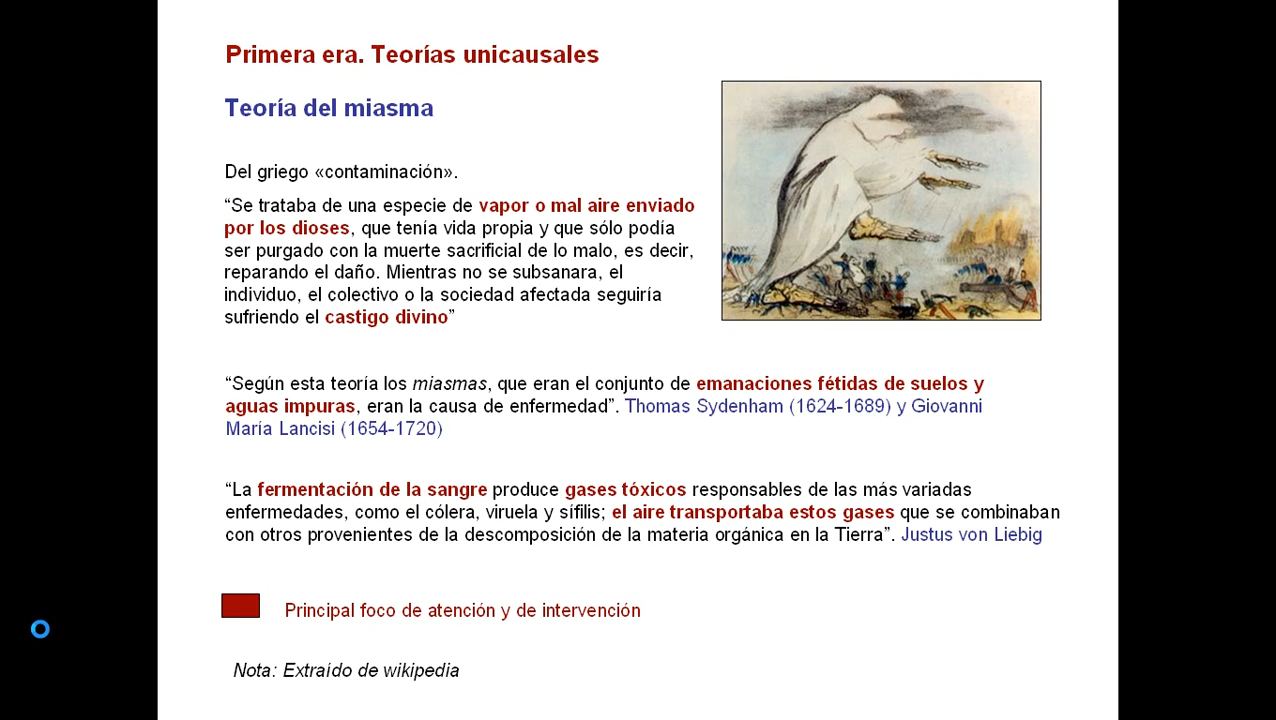 Primera era. Teorías unicausales
Teoría del miasma
Del griego «contaminación».
“Se trataba de una especie de vapor o mal aire enviado
por los dioses, que tenía vida propia y que sólo podía
ser purgado con la muerte sacrificial de lo malo, es decir,
reparando el daño. Mientras no se subsanara, el
individuo, el colectivo o la sociedad afectada seguiría
sufriendo el castigo divino”
“Según esta teoría los miasmas, que eran el conjunto de emanaciones fétidas de suelos y
aguas impuras, eran la causa de enfermedad”. Thomas Sydenham (1624-1689) y Giovanni
María Lancisi (1654-1720)
“La fermentación de la sangre produce gases tóxicos responsables de las más variadas
enfermedades, como el cólera, viruela y sífilis; el aire transportaba estos gases que se combinaban
con otros provenientes de la descomposición de la materia orgánica en la Tierra”. Justus von Liebig
Principal foco de atención y de intervención
Nota: Extraído de wikipedia